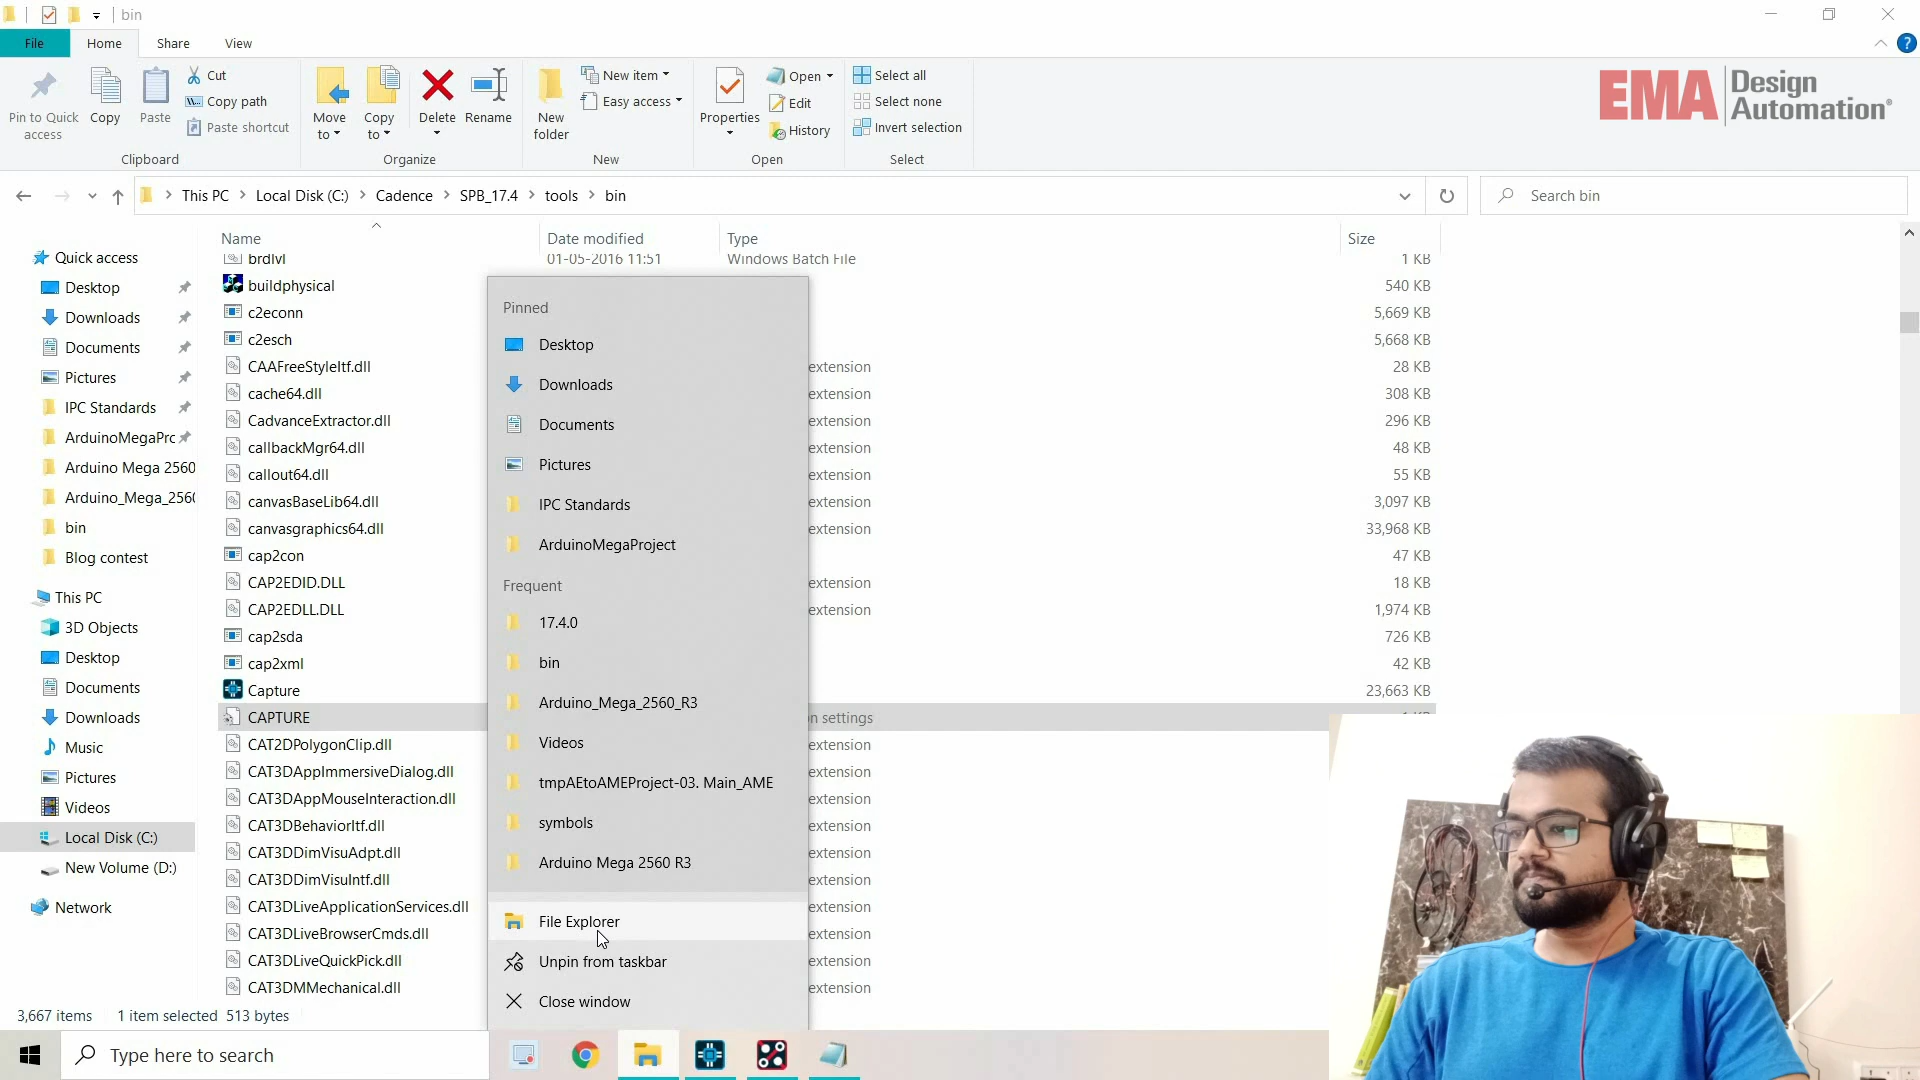 bin
File
Home
Share
View
Pin to Quick access
Copy
Paste
Cut
Copy path
Paste shortcut
Clipboard
Move to
Copy to
Delete
Rename
Organize
New folder
New item
Easy access
New
Properties
Open
Edit
History
Open
Select all
Select none
Invert selection
Select
EMA Design Automation®
This PC
Local Disk (C:)
Cadence
SPB_17.4
tools
bin
Search bin
Name
Date modified
Type
Size
Quick access
Desktop
Downloads
Documents
Pictures
IPC Standards
ArduinoMegaPrc
Arduino Mega 2560
Arduino_Mega_256
bin
Blog contest
This PC
3D Objects
Desktop
Documents
Downloads
Music
Pictures
Videos
Local Disk (C:)
New Volume (D:)
Network
brdlvl 01-05-2016 11:51 Windows Batch File 1 KB
buildphysical 540 KB
c2econn 5,669 KB
c2esch 5,668 KB
CAAFreeStyleItf.dll extension 28 KB
cache64.dll extension 308 KB
CadvanceExtractor.dll extension 296 KB
callbackMgr64.dll extension 48 KB
callout64.dll extension 55 KB
canvasBaseLib64.dll extension 3,097 KB
canvasgraphics64.dll extension 33,968 KB
cap2con 47 KB
CAP2EDID.DLL extension 18 KB
CAP2EDLL.DLL extension 1,974 KB
cap2sda 726 KB
cap2xml 42 KB
Capture 23,663 KB
CAPTURE n settings
CAT2DPolygonClip.dll extension
CAT3DAppImmersiveDialog.dll extension
CAT3DAppMouseInteraction.dll extension
CAT3DBehaviorItf.dll extension
CAT3DDimVisuAdpt.dll extension
CAT3DDimVisuIntf.dll extension
CAT3DLiveApplicationServices.dll extension
CAT3DLiveBrowserCmds.dll extension
CAT3DLiveQuickPick.dll extension
CAT3DMMechanical.dll extension
Pinned
Desktop
Downloads
Documents
Pictures
IPC Standards
ArduinoMegaProject
Frequent
17.4.0
bin
Arduino_Mega_2560_R3
Videos
tmpAEtoAMEProject-03. Main_AME
symbols
Arduino Mega 2560 R3
File Explorer
Unpin from taskbar
Close window
3,667 items 1 item selected 513 bytes
Type here to search